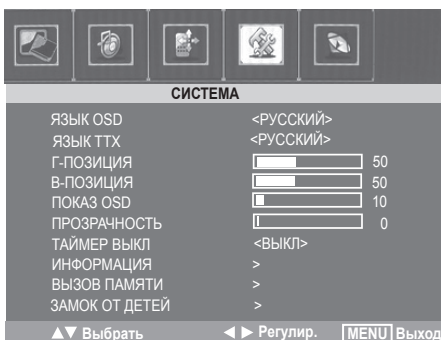 СИСТЕМА
ЯЗЫК OSD <РУССКИЙ>
ЯЗЫК TTX <РУССКИЙ>
Г-ПОЗИЦИЯ 50
В-ПОЗИЦИЯ 50
ПОКАЗ OSD 10
ПРОЗРАЧНОСТЬ 0
ТАЙМЕР ВЫКЛ <ВЫКЛ>
ИНФОРМАЦИЯ >
ВЫЗОВ ПАМЯТИ >
ЗАМОК ОТ ДЕТЕЙ >
▲▼ Выбрать ◀ ▶ Регулир. MENU Выход